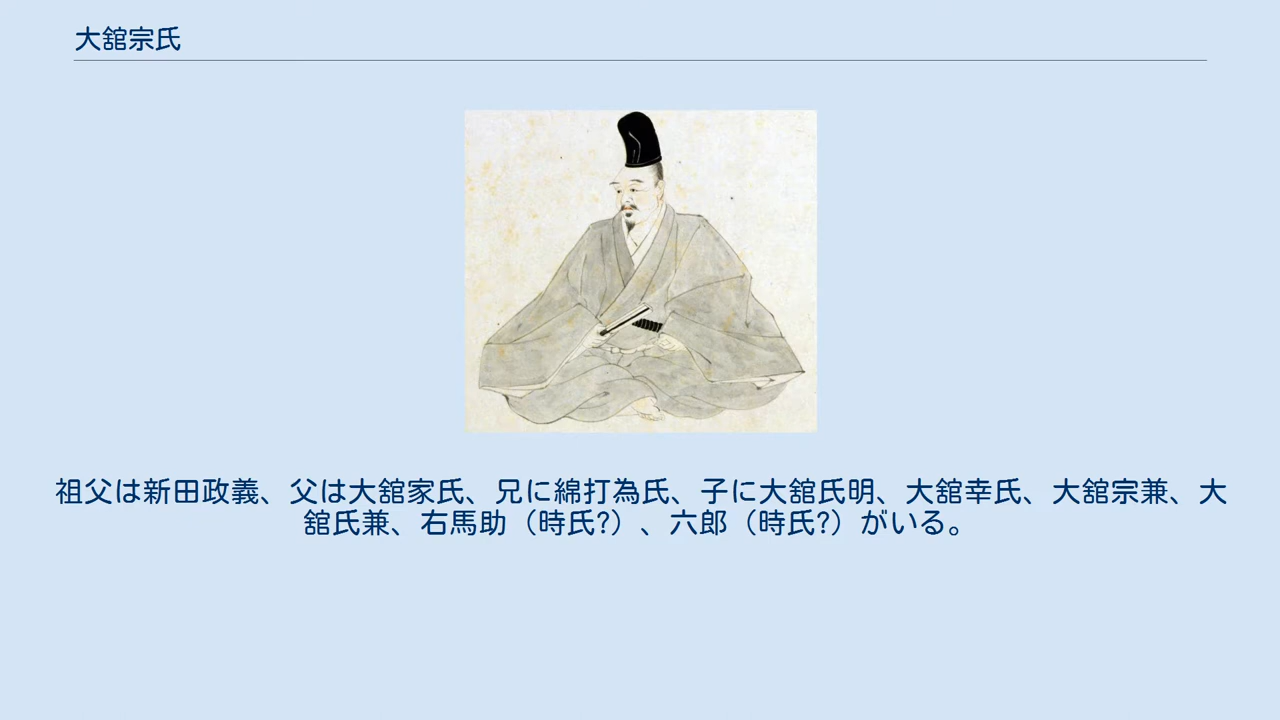 大舘宗氏
祖父は新田政義、父は大舘家氏、兄に綿打為氏、子に大舘氏明、大舘幸氏、大舘宗兼、大
舘氏兼、右馬助（時氏?）、六郎（時氏?）がいる。